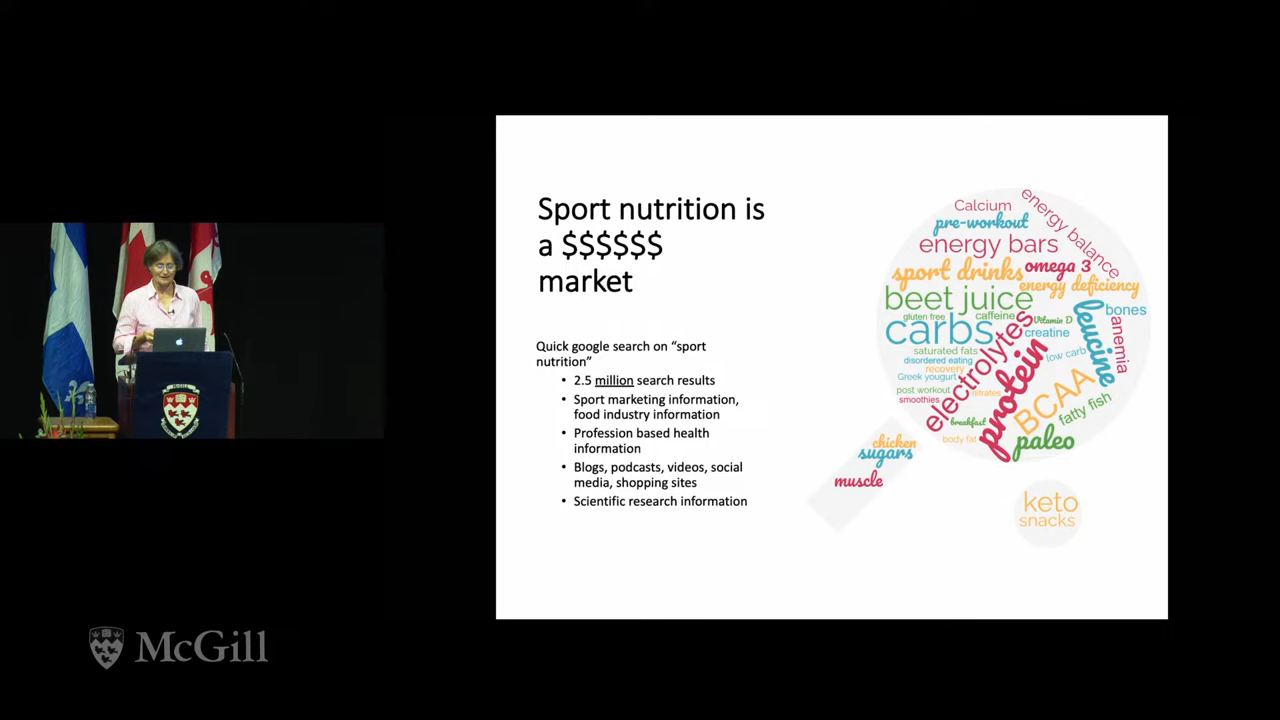 Sport nutrition is
a $$$$$$
market
Quick google search on “sport
nutrition”
• 2.5 million search results
• Sport marketing information,
food industry information
• Profession based health
information
• Blogs, podcasts, videos, social
media, shopping sites
• Scientific research information
Calcium
energy balance
pre-workout
energy bars
sport drinks
omega 3
energy deficiency
beet juice
gluten free
caffeine
Vitamin D
leucine
bones
carbs
electrolytes
creatine
anemia
saturated fats
protein
low carb
disordered eating
recovery
Greek yougurt
BCAA
post workout
nitrates
smoothies
fatty fish
breakfast
body fat
paleo
chicken
sugars
muscle
keto
snacks
McGILL
McGill